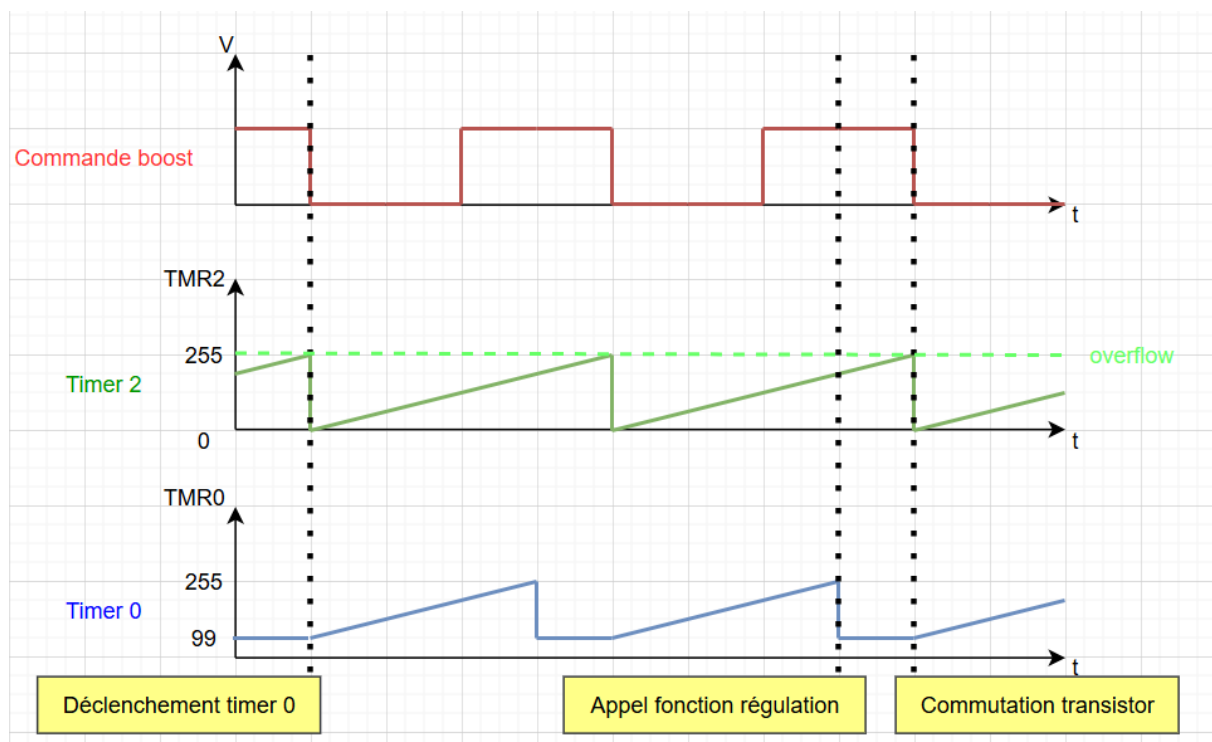 V
Commande boost
t
TMR2
255
overflow
Timer 2
0
t
TMR0
255
Timer 0
99
t
Déclenchement timer 0
Appel fonction régulation
Commutation transistor